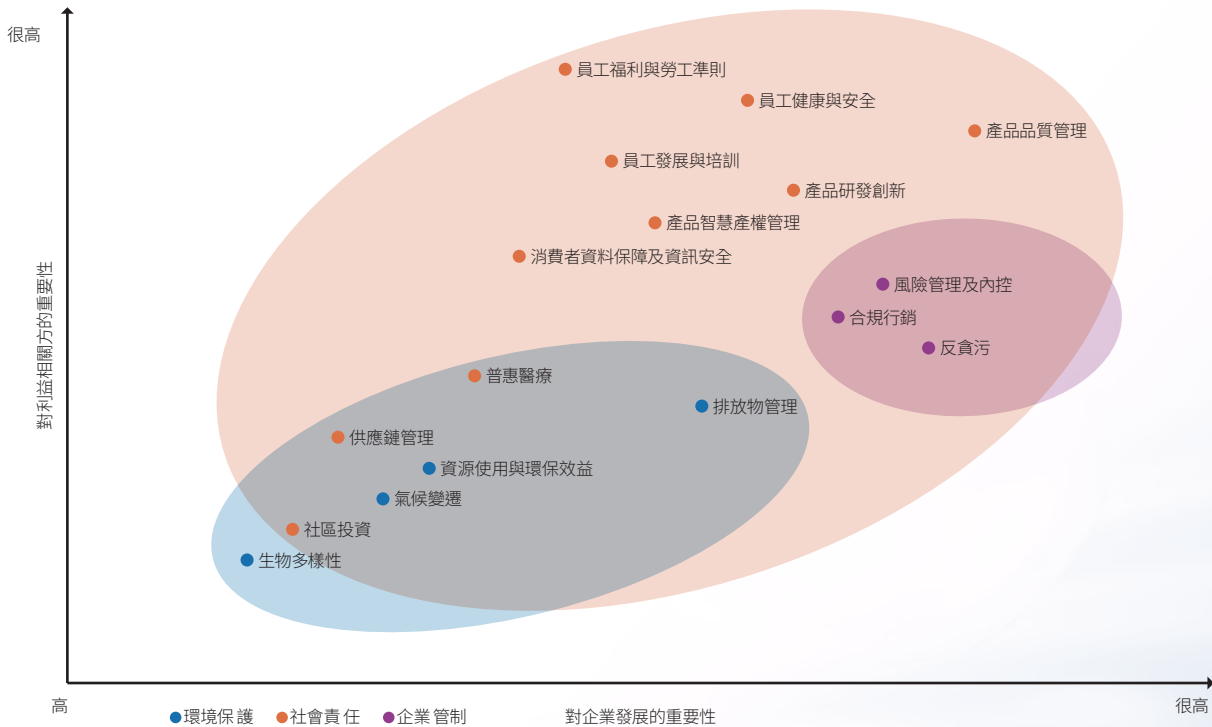 很高
員工福利與勞工準則
員工健康與安全
產品品質管理
員工發展與培訓
產品研發創新
產品智慧產權管理
消費者資料保障及資訊安全
風險管理及內控
合規行銷
反貪污
對利益相關方的重要性
普惠醫療
排放物管理
供應鏈管理
資源使用與環保效益
氣候變遷
社區投資
生物多樣性
高
很高
環境保護 社會責任 企業管制
對企業發展的重要性